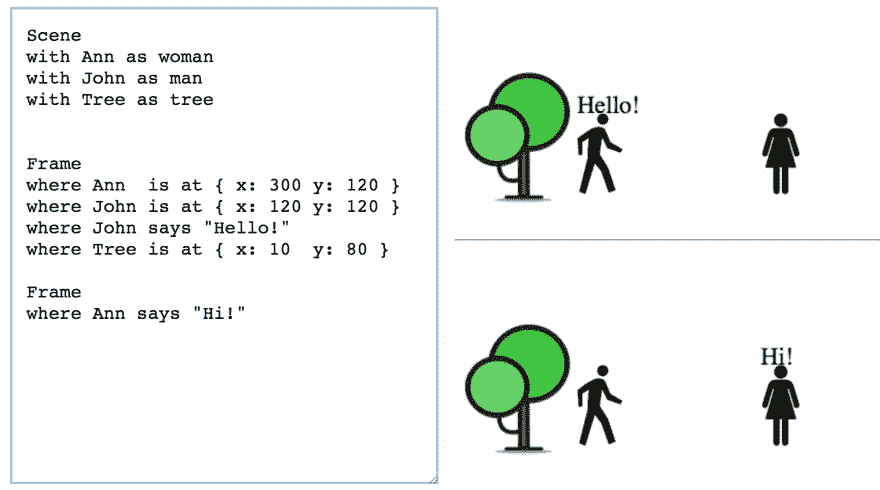 Scene
with Ann as woman
with John as man
with Tree as tree
Frame
where Ann  is at { x: 300 y: 120 }
where John is at { x: 120 y: 120 }
where John says "Hello!"
where Tree is at { x: 10  y: 80 }
Frame
where Ann says "Hi!"
Hello!
Hi!